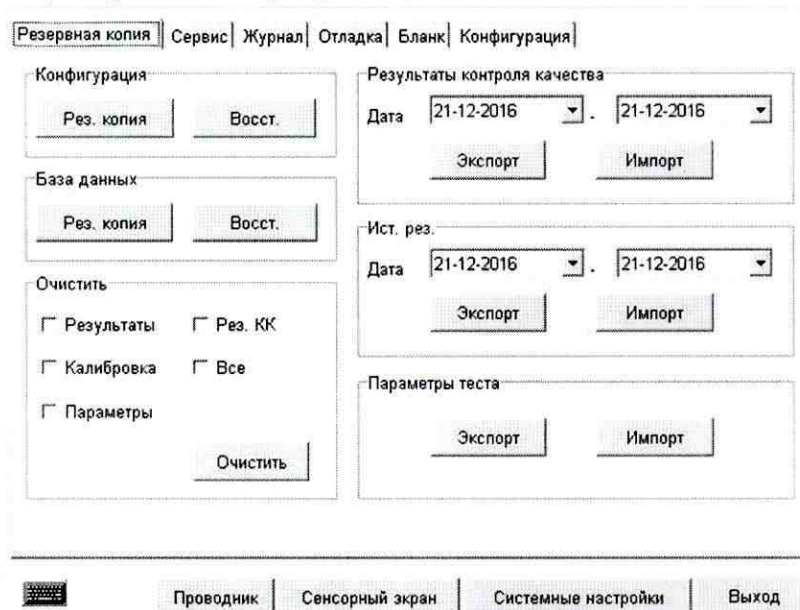 Резервная копия Сервис Журнал Отладка Бланк Конфигурация
Конфигурация
Рез. копия Восст.
База данных
Рез. копия Восст.
Очистить
Результаты Рез. КК
Калибровка Все
Параметры
Очистить
Результаты контроля качества
Дата 21-12-2016 - 21-12-2016
Экспорт Импорт
Ист. рез.
Дата 21-12-2016 - 21-12-2016
Экспорт Импорт
Параметры теста
Экспорт Импорт
Проводник Сенсорный экран Системные настройки Выход